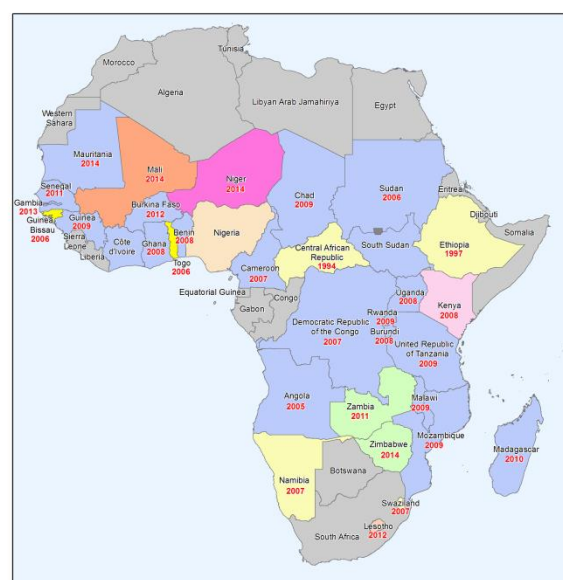 Tunisia
Morocco
Algeria
Libyan Arab Jamahiriya
Egypt
Western
Sahara
Mauritania
2014
Mali
2014
Niger
2014
Chad
2009
Sudan
2006
Eritrea
Djibouti
Senegal
2011
Gambia
2013
Guinea
Bissau
2006
Guinea
2009
Sierra
Leone
Liberia
Côte
d'Ivoire
Burkina Faso
2012
Ghana
2008
Togo
2006
Benin
2008
Nigeria
Cameroon
2007
Central African
Republic
1994
South Sudan
Ethiopia
1997
Somalia
Equatorial Guinea
Gabon
Congo
Democratic Republic
of the Congo
2007
Uganda
2008
Kenya
2008
Rwanda
2009
Burundi
2008
United Republic
of Tanzania
2009
Angola
2005
Zambia
2011
Malawi
2009
Mozambique
2009
Zimbabwe
2014
Madagascar
2010
Namibia
2007
Botswana
Swaziland
2007
Lesotho
2012
South Africa